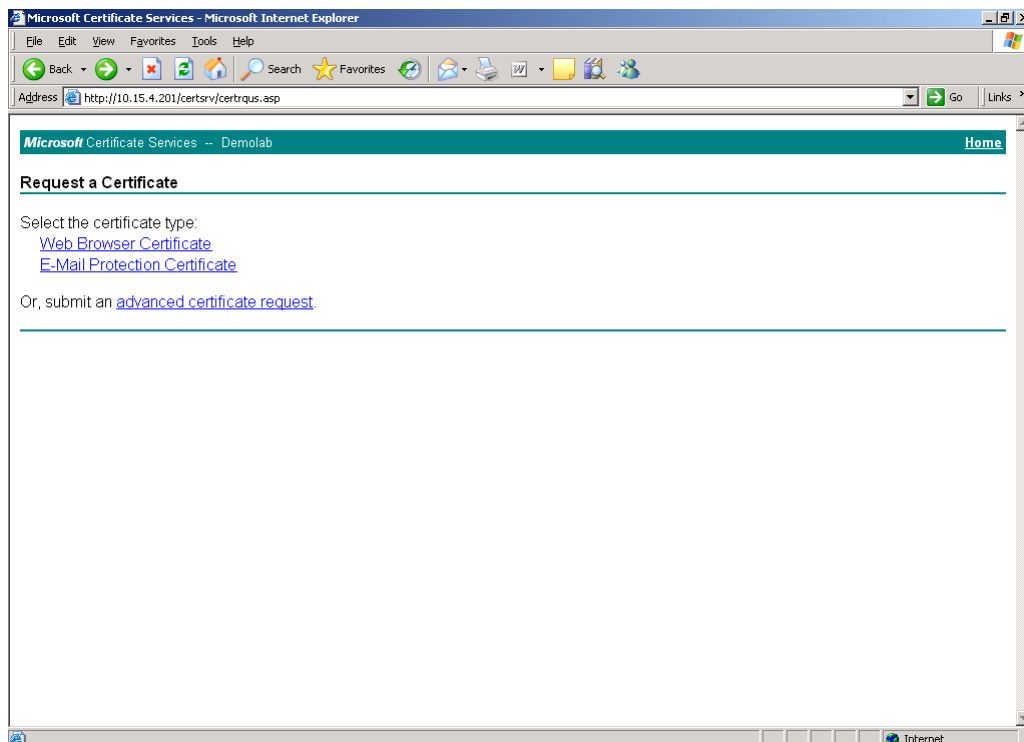 Microsoft Certificate Services - Microsoft Internet Explorer
File Edit View Favorites Tools Help
Back Search Favorites
Address http://10.15.4.201/certsrv/certrqus.asp Go Links
Microsoft Certificate Services -- Demolab Home
Request a Certificate
Select the certificate type:
Web Browser Certificate
E-Mail Protection Certificate
Or, submit an advanced certificate request.
Internet